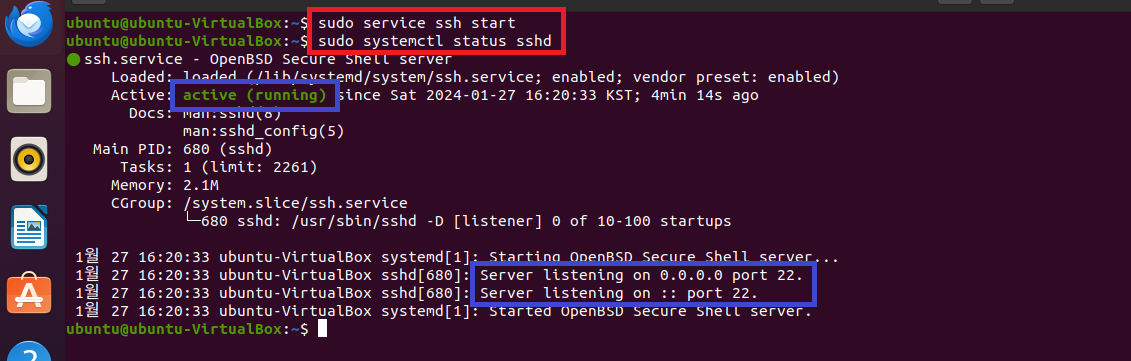 ubuntu@ubuntu-VirtualBox:~$ sudo service ssh start
ubuntu@ubuntu-VirtualBox:~$ sudo systemctl status sshd
● ssh.service - OpenBSD Secure Shell server
Loaded: loaded (/lib/systemd/system/ssh.service; enabled; vendor preset: enabled)
Active: active (running) since Sat 2024-01-27 16:20:33 KST; 4min 14s ago
Docs: man:sshd(8)
man:sshd_config(5)
Main PID: 680 (sshd)
Tasks: 1 (limit: 2261)
Memory: 2.1M
CGroup: /system.slice/ssh.service
└─680 sshd: /usr/sbin/sshd -D [listener] 0 of 10-100 startups
1월 27 16:20:33 ubuntu-VirtualBox systemd[1]: Starting OpenBSD Secure Shell server...
1월 27 16:20:33 ubuntu-VirtualBox sshd[680]: Server listening on 0.0.0.0 port 22.
1월 27 16:20:33 ubuntu-VirtualBox sshd[680]: Server listening on :: port 22.
1월 27 16:20:33 ubuntu-VirtualBox systemd[1]: Started OpenBSD Secure Shell server.
ubuntu@ubuntu-VirtualBox:~$